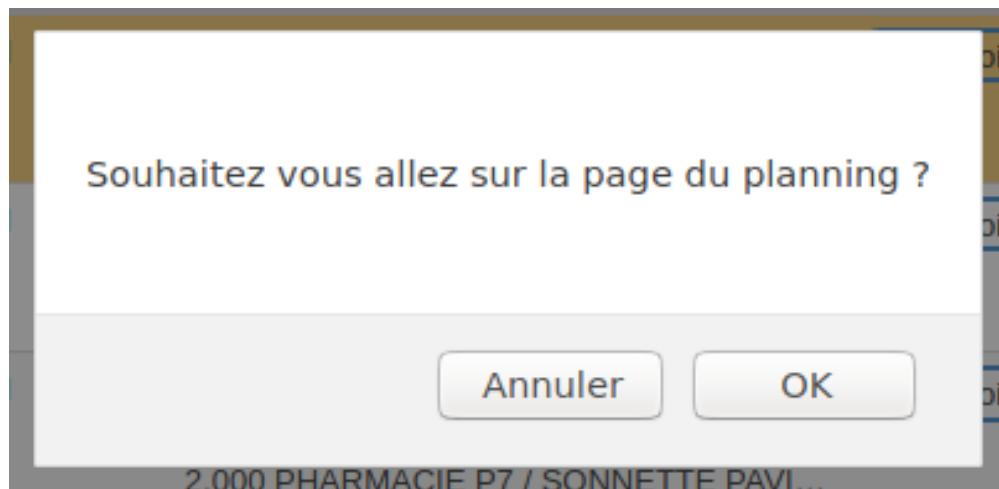 Souhaitez vous allez sur la page du planning ?
Annuler OK
2.000 PHARMACIE P7 / SONNETTE PAVI...